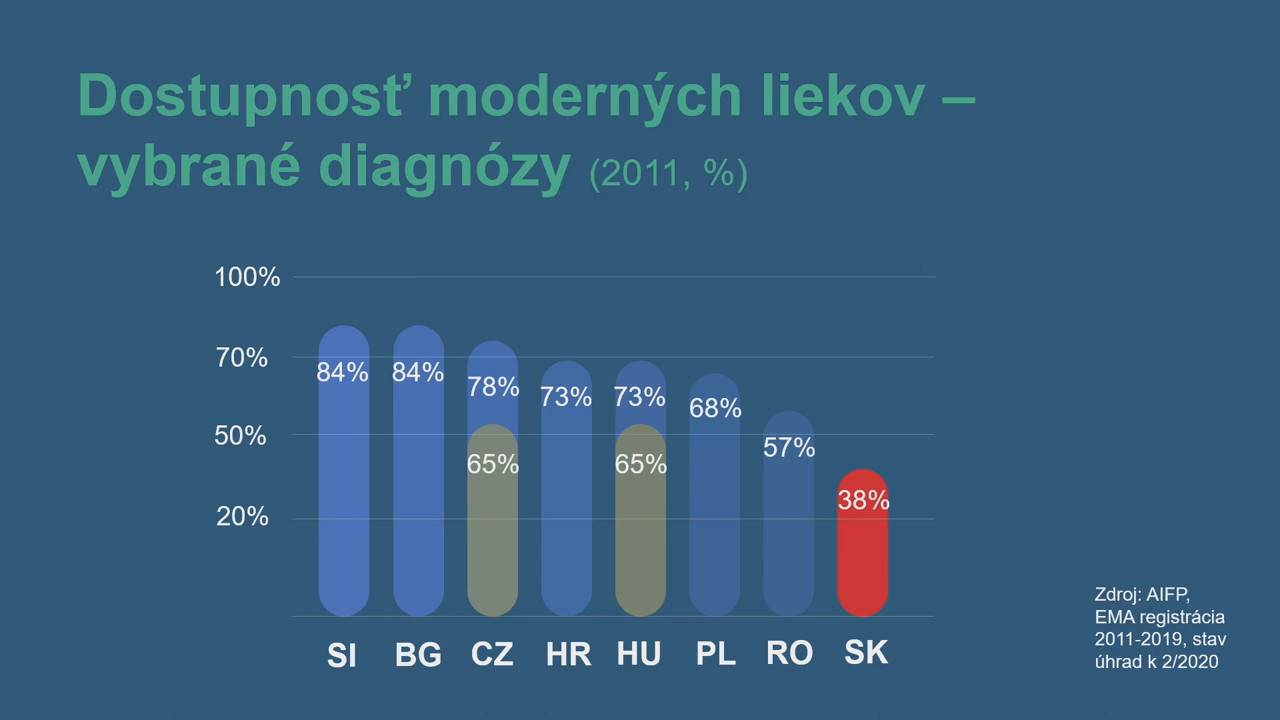 Dostupnosť moderných liekov –
vybrané diagnózy (2011, %)
100%
70%
50%
20%
84%
84%
78%
73%
73%
68%
57%
38%
65%
65%
SI
BG
CZ
HR
HU
PL
RO
SK
Zdroj: AIFP,
EMA registrácia
2011-2019, stav
úhrad k 2/2020